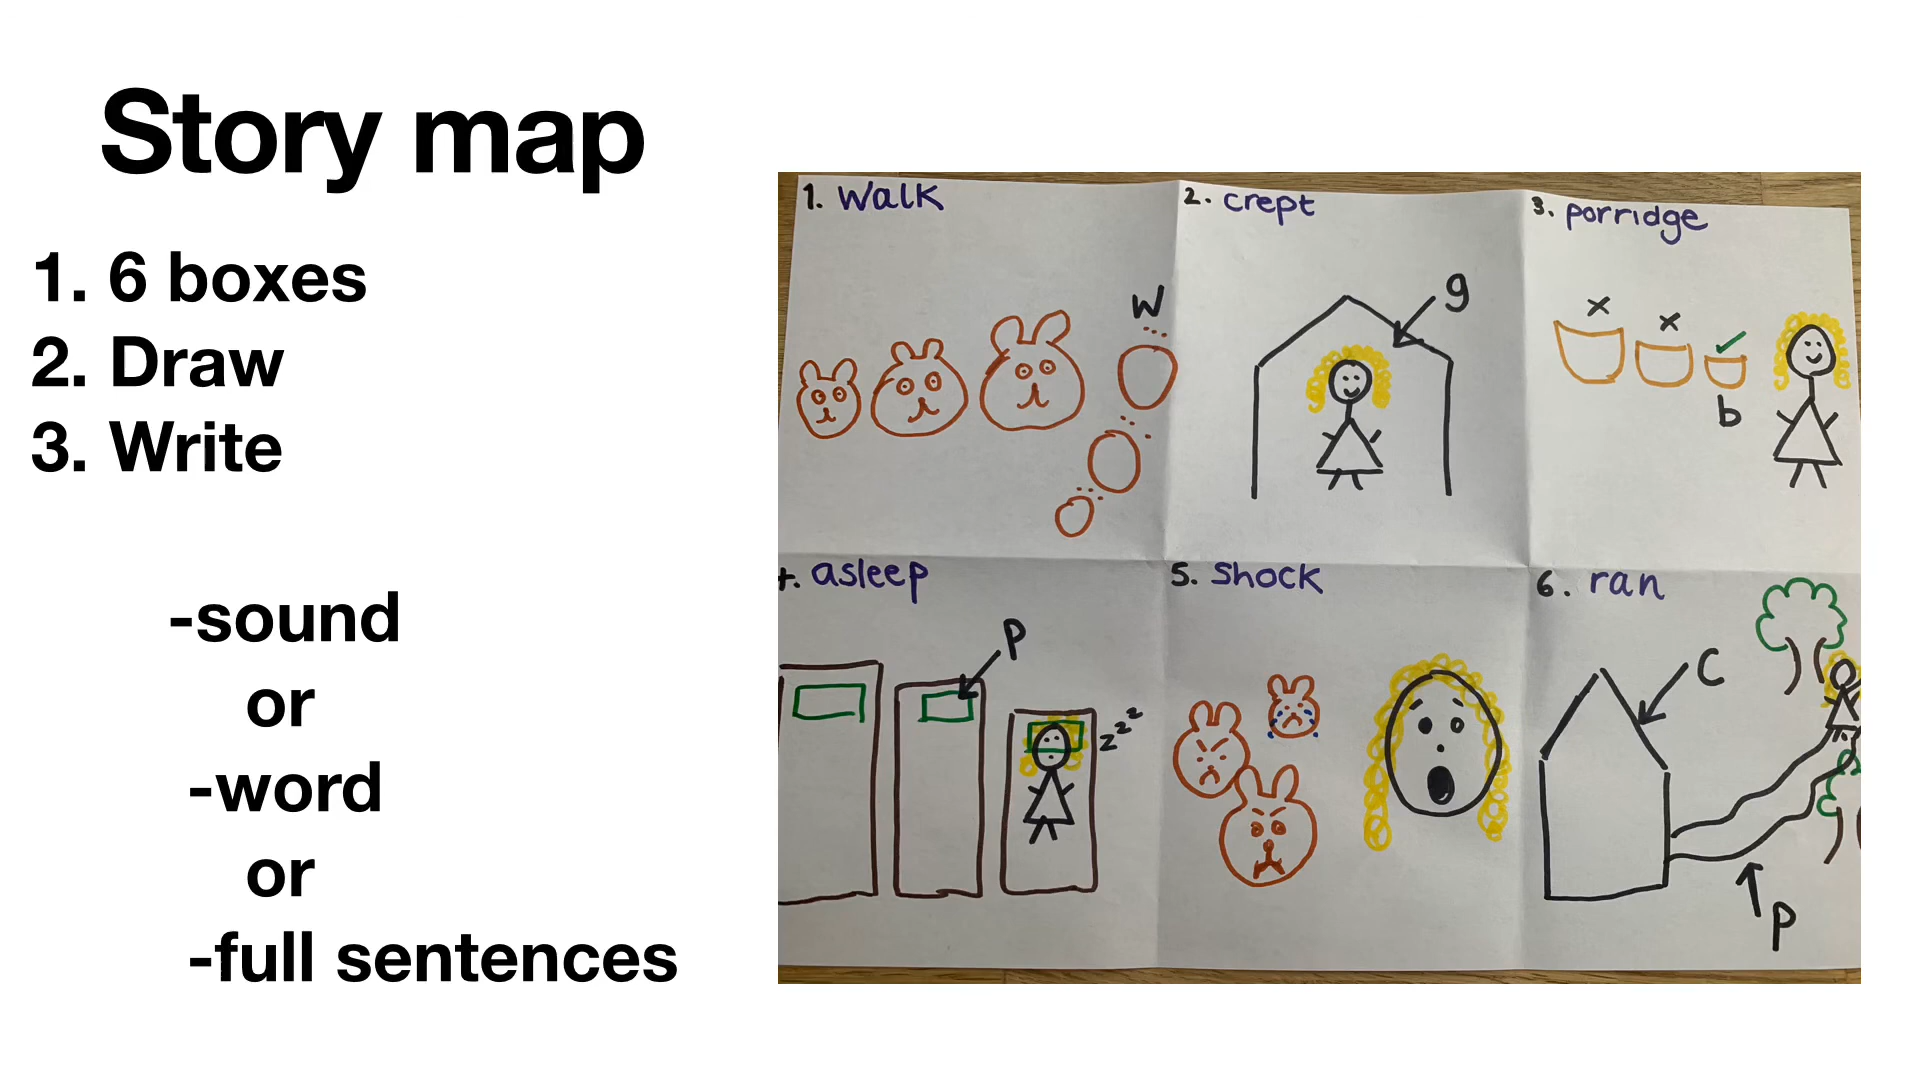 Story map
1. 6 boxes
2. Draw
3. Write
-sound
or
-word
or
-full sentences
1. walk
w
2. crept
g
3. porridge
x
x
b
4. asleep
p
zzz
5. shock
6. ran
c
p